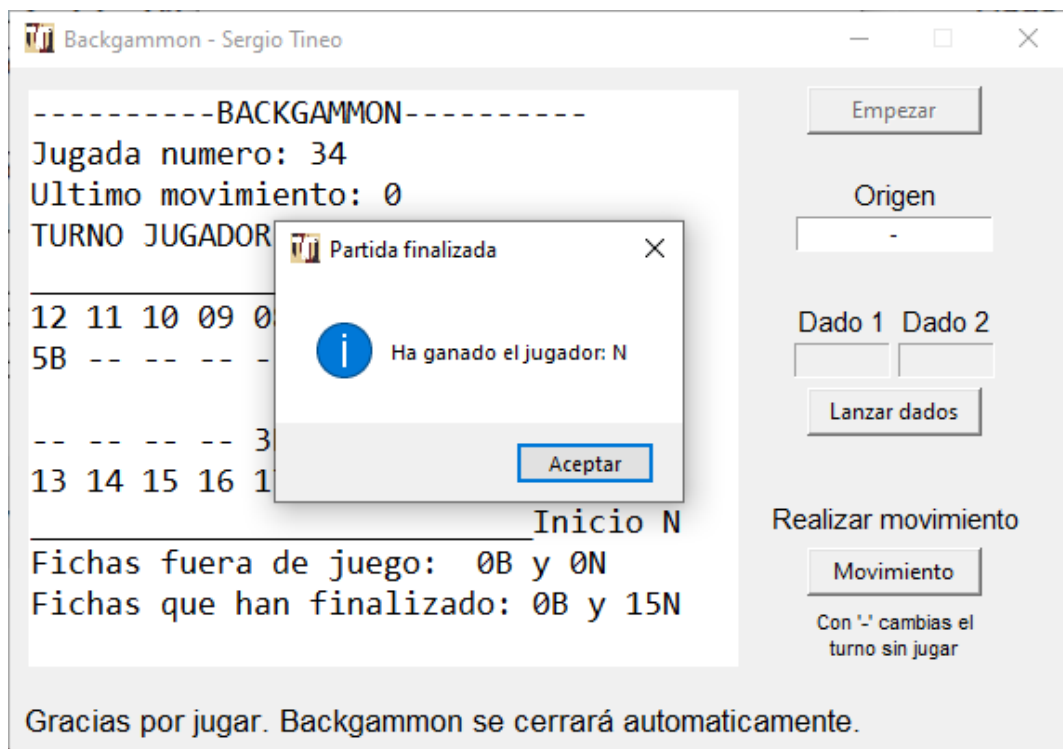 Backgammon - Sergio Tineo
----------BACKGAMMON----------
Jugada numero: 34
Ultimo movimiento: 0
TURNO JUGADOR
12 11 10 09
5B -- -- --
-- -- -- --
13 14 15 16
Inicio N
Fichas fuera de juego:  0B y 0N
Fichas que han finalizado: 0B y 15N
Partida finalizada
Ha ganado el jugador: N
Aceptar
Empezar
Origen
-
Dado 1 Dado 2
Lanzar dados
Realizar movimiento
Movimiento
Con '-' cambias el
turno sin jugar
Gracias por jugar. Backgammon se cerrará automaticamente.